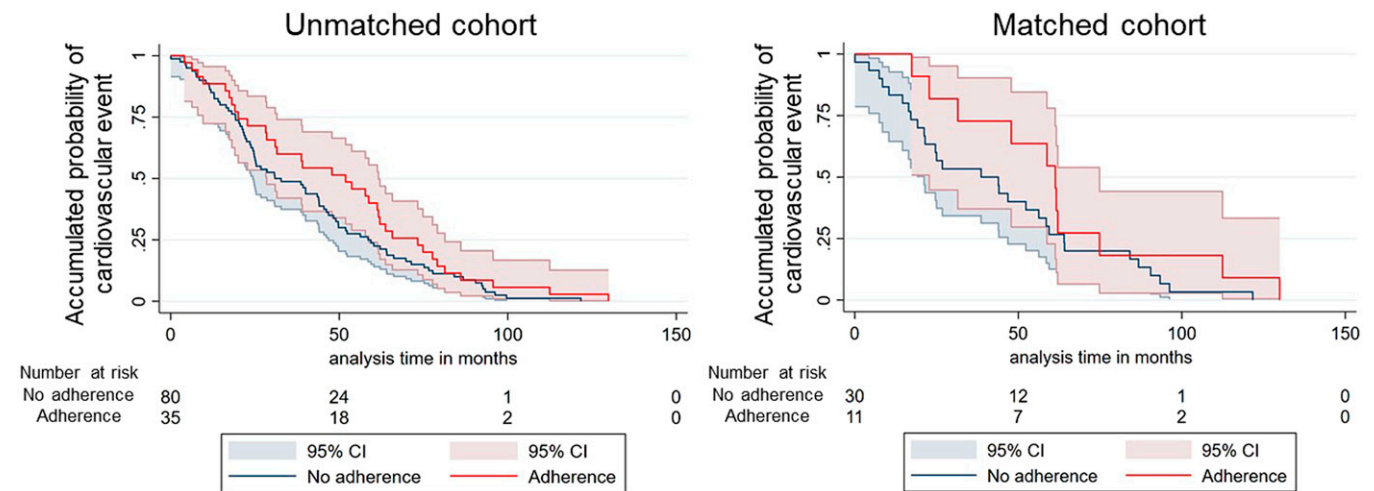 Unmatched cohort
Accumulated probability of
cardiovascular event
1
.75
.5
.25
0
0 50 100 150
analysis time in months
Number at risk
No adherence 80 24 1 0
Adherence 35 18 2 0
95% CI 95% CI
No adherence Adherence
Matched cohort
Accumulated probability of
cardiovascular event
1
.75
.5
.25
0
0 50 100 150
analysis time in months
Number at risk
No adherence 30 12 1 0
Adherence 11 7 2 0
95% CI 95% CI
No adherence Adherence